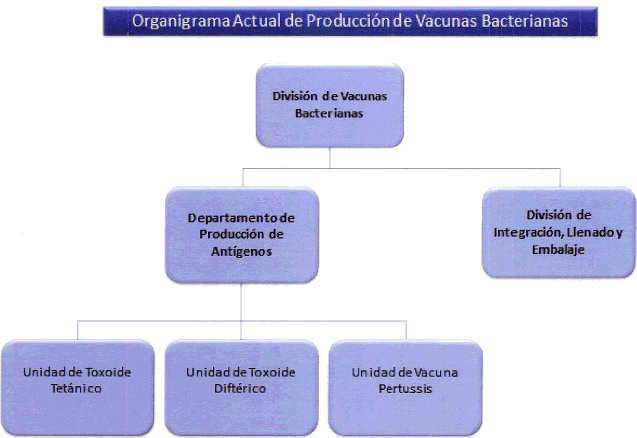 Organigrama Actual de Producción de Vacunas Bacterianas
División de Vacunas
Bacterianas
Departamento de
Producción de
Antígenos
División de
Integración, Llenado y
Embalaje
Unidad de Toxoide
Tetánico
Unidad de Toxoide
Diftérico
Unidad de Vacuna
Pertussis